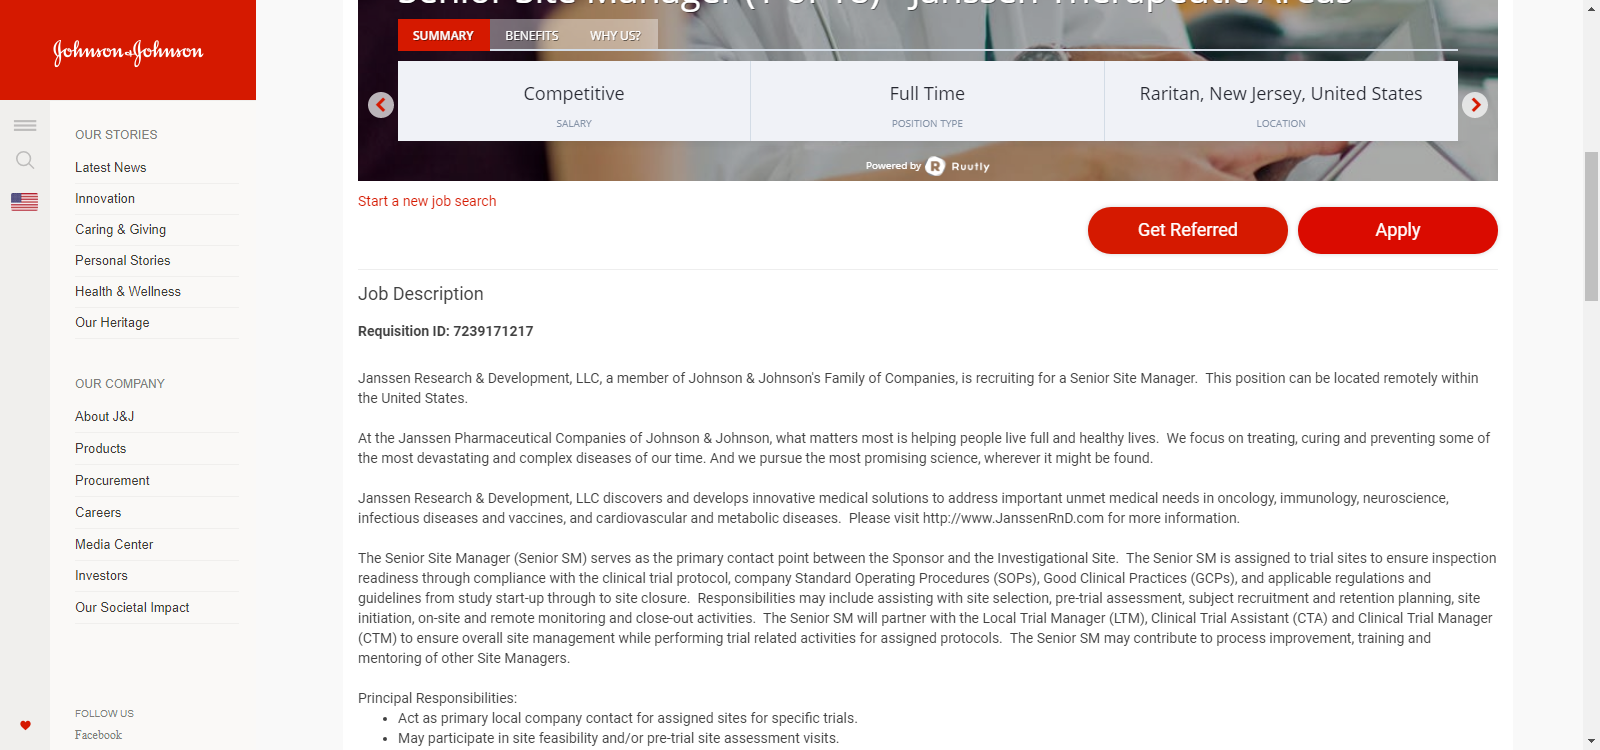 Johnson & Johnson
OUR STORIES
Latest News
Innovation
Caring & Giving
Personal Stories
Health & Wellness
Our Heritage
OUR COMPANY
About J&J
Products
Procurement
Careers
Media Center
Investors
Our Societal Impact
FOLLOW US
Facebook
Senior Site Manager (1 of 10) - Janssen Therapeutic Areas
SUMMARY BENEFITS WHY US?
Competitive
SALARY
Full Time
POSITION TYPE
Raritan, New Jersey, United States
LOCATION
Powered by R Ruutly
Start a new job search
Get Referred Apply
Job Description
Requisition ID: 7239171217
Janssen Research & Development, LLC, a member of Johnson & Johnson's Family of Companies, is recruiting for a Senior Site Manager. This position can be located remotely within
the United States.
At the Janssen Pharmaceutical Companies of Johnson & Johnson, what matters most is helping people live full and healthy lives. We focus on treating, curing and preventing some of
the most devastating and complex diseases of our time. And we pursue the most promising science, wherever it might be found.
Janssen Research & Development, LLC discovers and develops innovative medical solutions to address important unmet medical needs in oncology, immunology, neuroscience,
infectious diseases and vaccines, and cardiovascular and metabolic diseases. Please visit http://www.JanssenRnD.com for more information.
The Senior Site Manager (Senior SM) serves as the primary contact point between the Sponsor and the Investigational Site. The Senior SM is assigned to trial sites to ensure inspection
readiness through compliance with the clinical trial protocol, company Standard Operating Procedures (SOPs), Good Clinical Practices (GCPs), and applicable regulations and
guidelines from study start-up through to site closure. Responsibilities may include assisting with site selection, pre-trial assessment, subject recruitment and retention planning, site
initiation, on-site and remote monitoring and close-out activities. The Senior SM will partner with the Local Trial Manager (LTM), Clinical Trial Assistant (CTA) and Clinical Trial Manager
(CTM) to ensure overall site management while performing trial related activities for assigned protocols. The Senior SM may contribute to process improvement, training and
mentoring of other Site Managers.
Principal Responsibilities:
• Act as primary local company contact for assigned sites for specific trials.
• May participate in site feasibility and/or pre-trial site assessment visits.